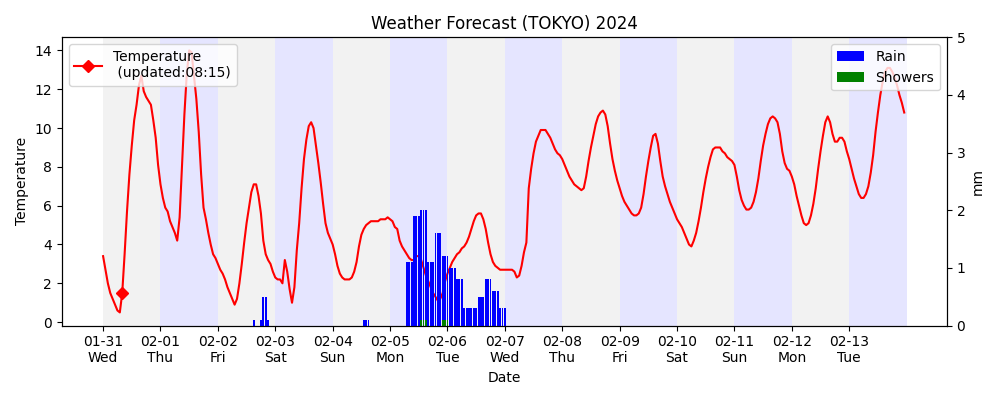 Weather Forecast (TOKYO) 2024
Temperature
(updated:08:15)
Rain
Showers
14
12
10
8
6
4
2
0
Temperature
5
4
3
2
1
0
mm
01-31 02-01 02-02 02-03 02-04 02-05 02-06 02-07 02-08 02-09 02-10 02-11 02-12 02-13
Wed Thu Fri Sat Sun Mon Tue Wed Thu Fri Sat Sun Mon Tue
Date